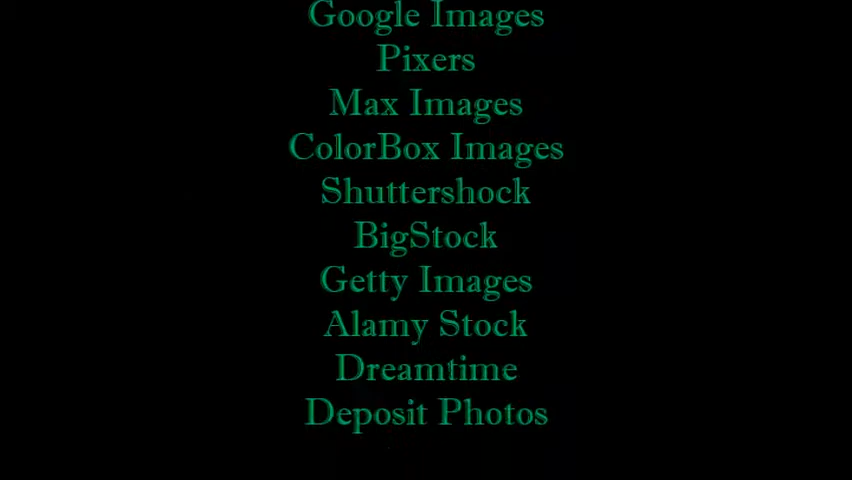 Google Images
Pixers
Max Images
ColorBox Images
Shuttershock
BigStock
Getty Images
Alamy Stock
Dreamtime
Deposit Photos